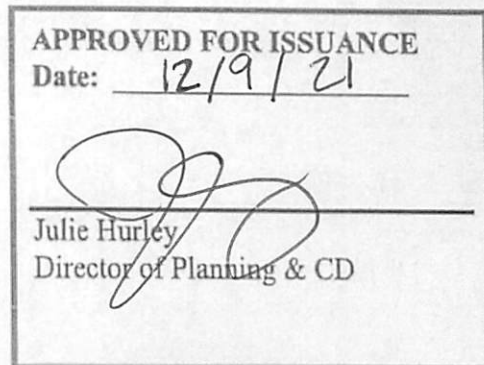 APPROVED FOR ISSUANCE
Date: 12/9/21
Julie Hurley
Director of Planning & CD